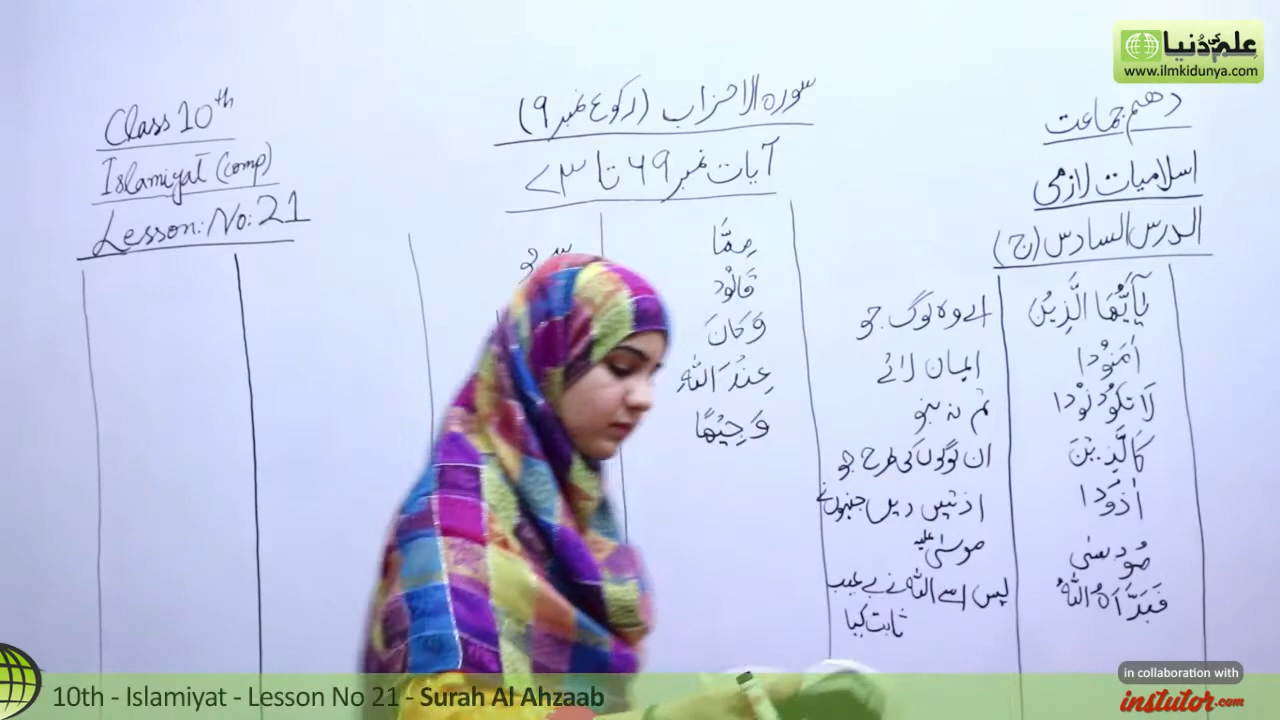 علم کی دنیا
www.ilmkidunya.com
Class 10th
Islamiyat (comp)
Lesson: No: 21
سورہ الاحزاب (رکوع نمبر ۹)
آیات نمبر ۶۹ تا ۷۳
دھم جماعت
اسلامیات لازمی
الدرس السادس (ج)
یٰۤاَیُّهَا الَّذِیْنَ
اے وہ لوگ جو
اٰمَنُوْا
ایمان لائے
لَا تَكُوْنُوْا
تم نہ بنو
كَالَّذِیْنَ
ان لوگوں کی طرح جو
اٰذَوْا
اذیتیں دیں جنہوں نے
مُوْسٰى
موسیٰ علیہ
فَبَرَّاَهُ اللّٰهُ
پس اسے اللہ نے بے عیب
ثابت کیا
مِمَّا
سے جو
قَالُوْا
وَ كَانَ
عِنْدَ اللّٰهِ
وَجِیْهًا
10th - Islamiyat - Lesson No 21 - Surah Al Ahzaab
in collaboration with
instutor.com